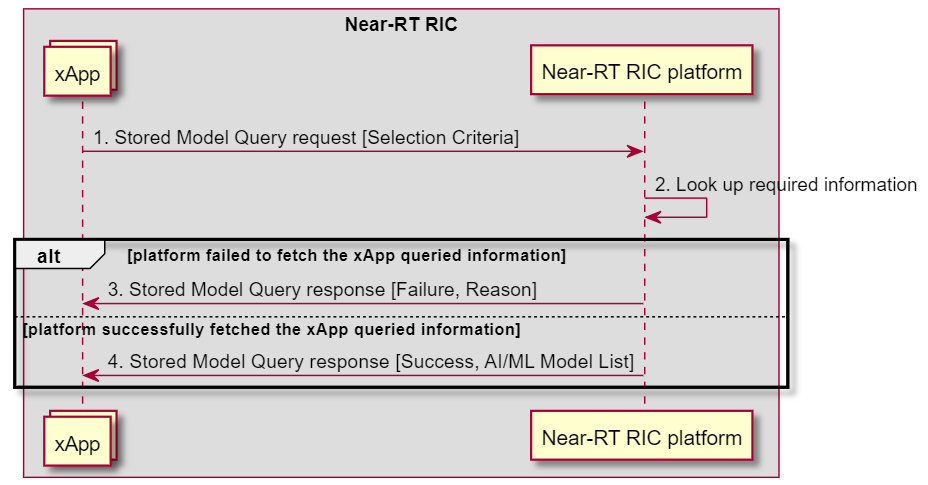 Near-RT RIC
xApp
Near-RT RIC platform
1. Stored Model Query request [Selection Criteria]
2. Look up required information
alt
[platform failed to fetch the xApp queried information]
3. Stored Model Query response [Failure, Reason]
[platform successfully fetched the xApp queried information]
4. Stored Model Query response [Success, AI/ML Model List]
xApp
Near-RT RIC platform